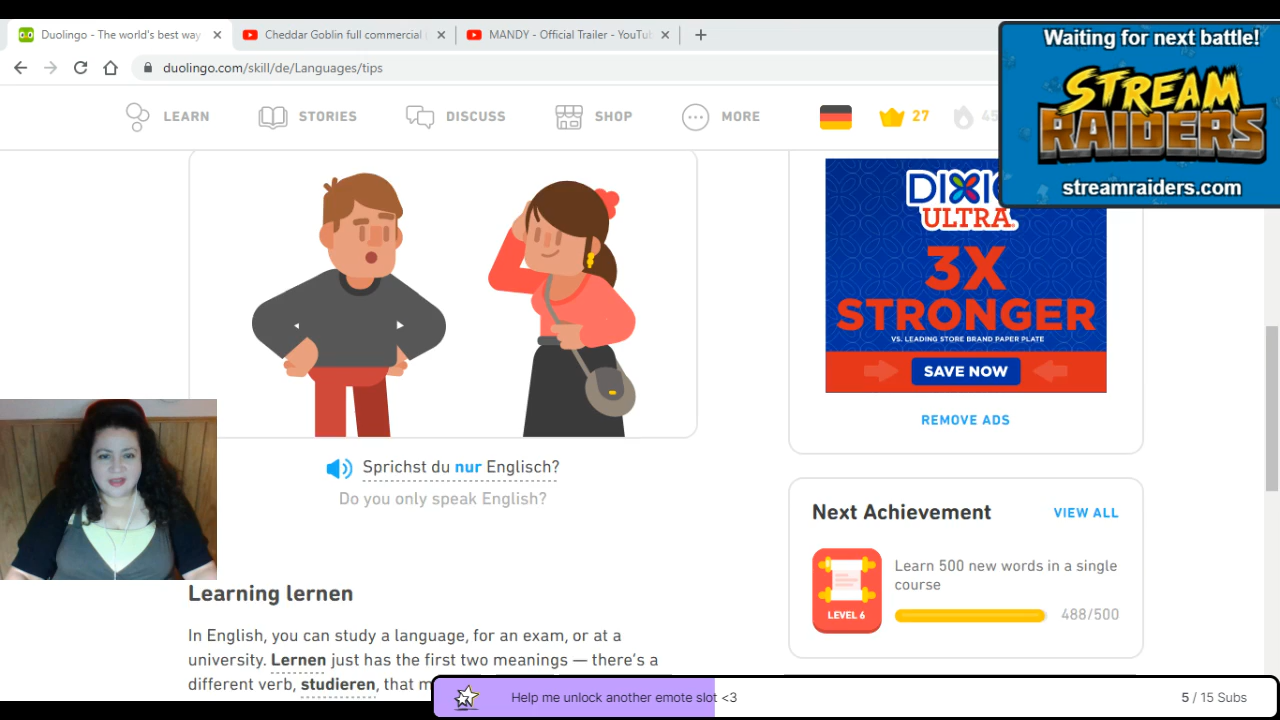 Duolingo - The world's best way
Cheddar Goblin full commercial
MANDY - Official Trailer - YouTu
duolingo.com/skill/de/Languages/tips
LEARN
STORIES
DISCUSS
SHOP
MORE
27
45
Waiting for next battle!
STREAM
RAIDERS
streamraiders.com
DIXIE
ULTRA
3X
STRONGER
VS. LEADING STORE BRAND PAPER PLATE
SAVE NOW
REMOVE ADS
Sprichst du nur Englisch?
Do you only speak English?
Next Achievement
VIEW ALL
Learn 500 new words in a single
course
LEVEL 6
488/500
Learning lernen
In English, you can study a language, for an exam, or at a
university. Lernen just has the first two meanings — there's a
different verb, studieren, that
Help me unlock another emote slot <3
5 / 15 Subs